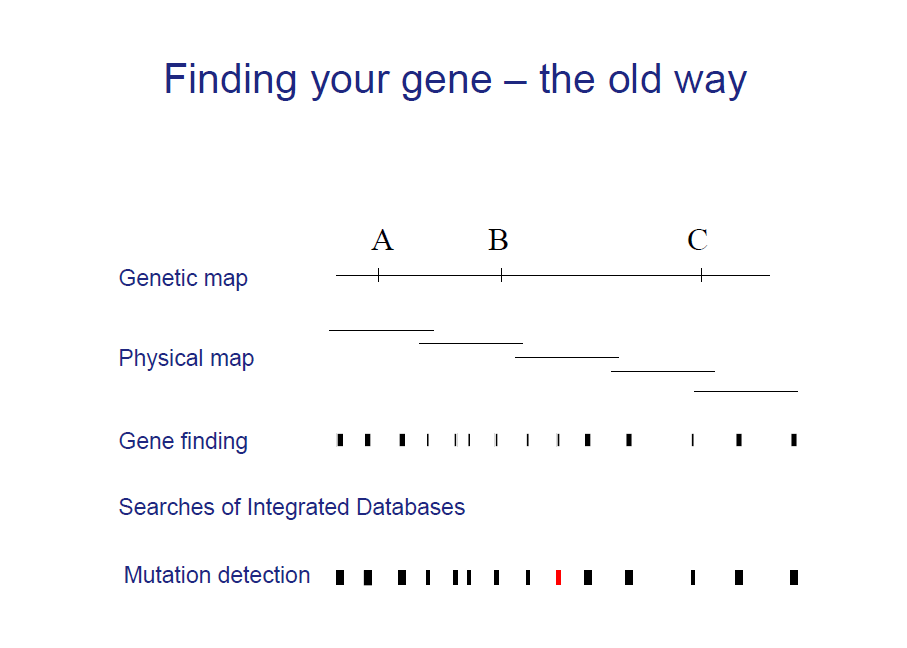 Finding your gene – the old way
A B C
Genetic map
Physical map
Gene finding
Searches of Integrated Databases
Mutation detection